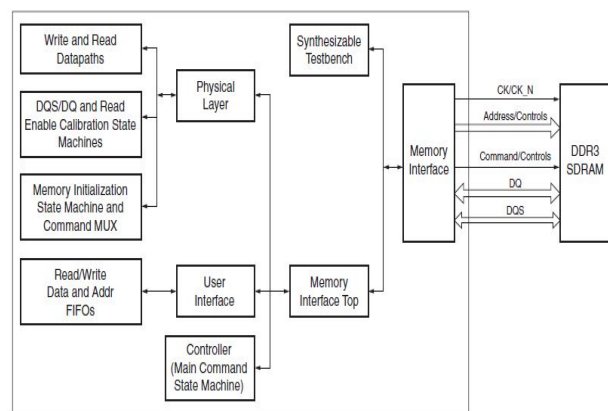 Write and Read
Datapaths
DQS/DQ and Read
Enable Calibration State
Machines
Memory Initialization
State Machine and
Command MUX
Read/Write
Data and Addr
FIFOs
Physical
Layer
User
Interface
Controller
(Main Command
State Machine)
Synthesizable
Testbench
Memory
Interface Top
Memory
Interface
CK/CK_N
Address/Controls
Command/Controls
DQ
DQS
DDR3
SDRAM